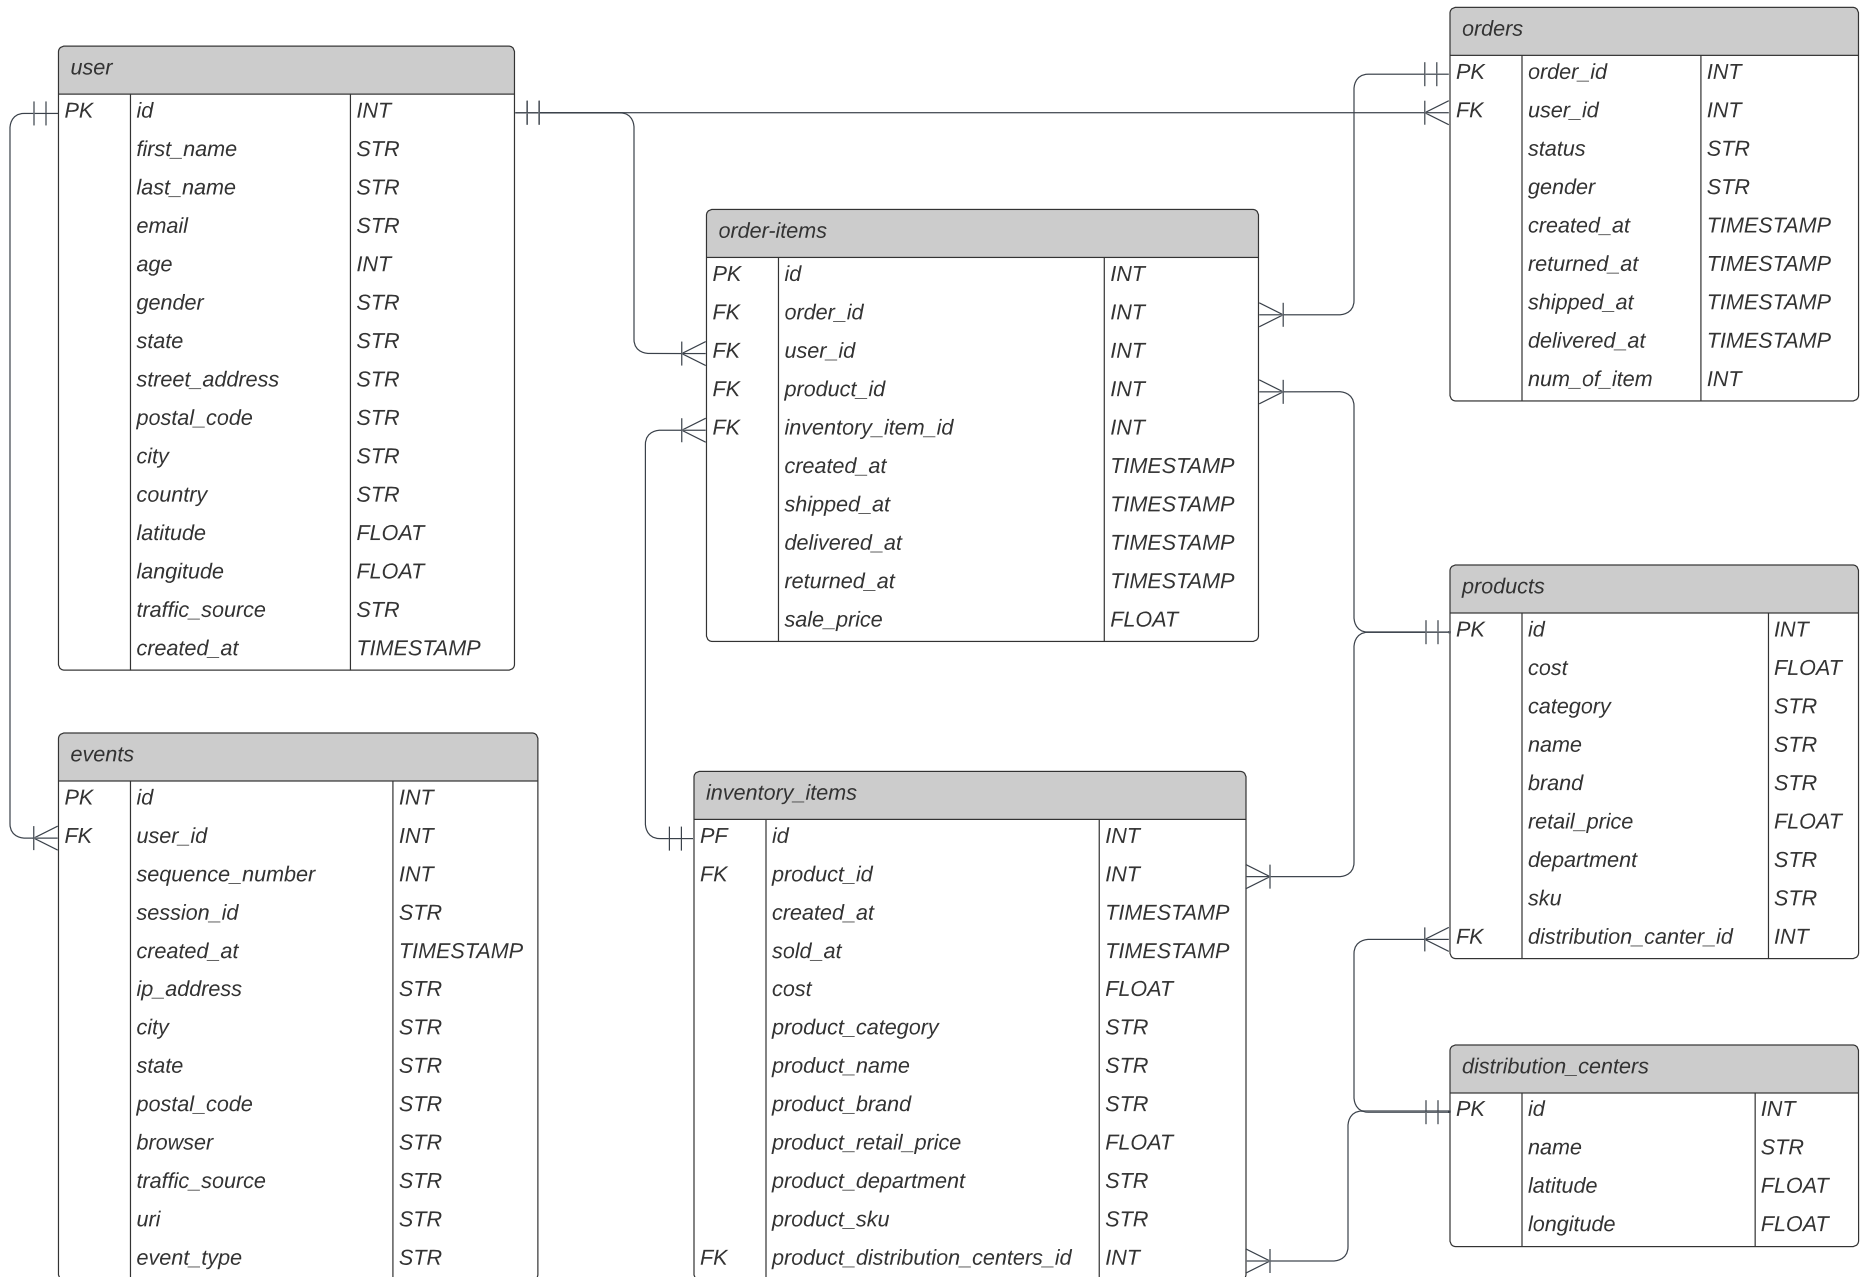 user
PK id INT
first_name STR
last_name STR
email STR
age INT
gender STR
state STR
street_address STR
postal_code STR
city STR
country STR
latitude FLOAT
langitude FLOAT
traffic_source STR
created_at TIMESTAMP
events
PK id INT
FK user_id INT
sequence_number INT
session_id STR
created_at TIMESTAMP
ip_address STR
city STR
state STR
postal_code STR
browser STR
traffic_source STR
uri STR
event_type STR
order-items
PK id INT
FK order_id INT
FK user_id INT
FK product_id INT
FK inventory_item_id INT
created_at TIMESTAMP
shipped_at TIMESTAMP
delivered_at TIMESTAMP
returned_at TIMESTAMP
sale_price FLOAT
inventory_items
PF id INT
FK product_id INT
created_at TIMESTAMP
sold_at TIMESTAMP
cost FLOAT
product_category STR
product_name STR
product_brand STR
product_retail_price FLOAT
product_department STR
product_sku STR
FK product_distribution_centers_id INT
orders
PK order_id INT
FK user_id INT
status STR
gender STR
created_at TIMESTAMP
returned_at TIMESTAMP
shipped_at TIMESTAMP
delivered_at TIMESTAMP
num_of_item INT
products
PK id INT
cost FLOAT
category STR
name STR
brand STR
retail_price FLOAT
department STR
sku STR
FK distribution_canter_id INT
distribution_centers
PK id INT
name STR
latitude FLOAT
longitude FLOAT